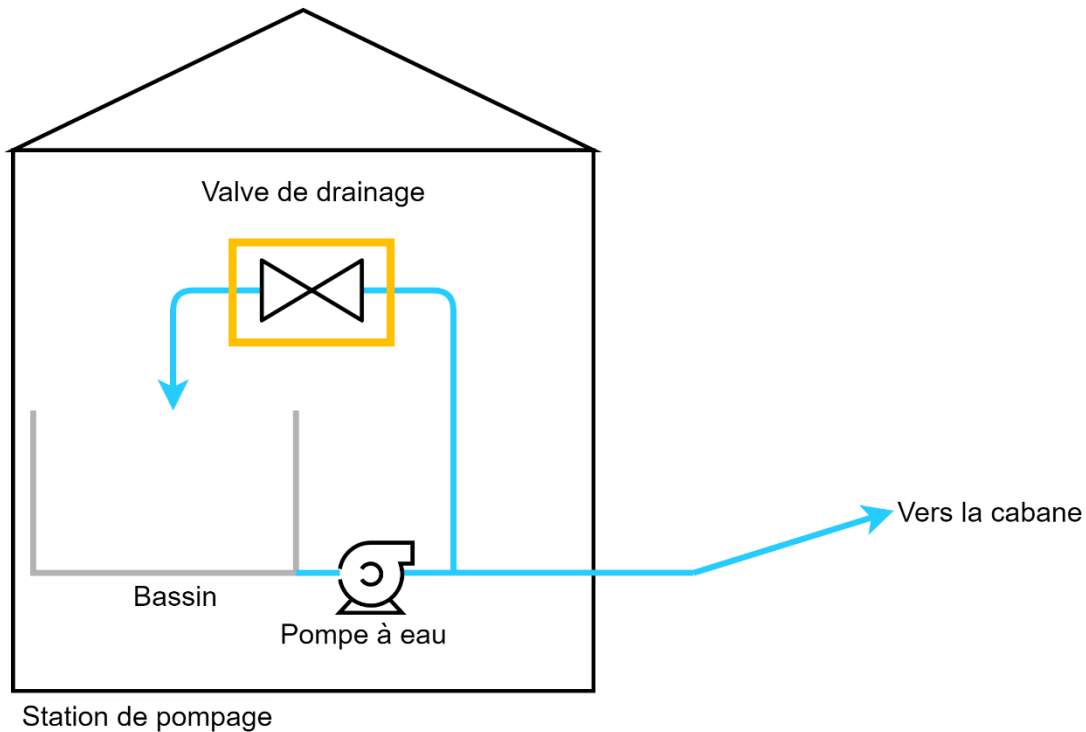 Valve de drainage
Vers la cabane
Bassin
Pompe à eau
Station de pompage